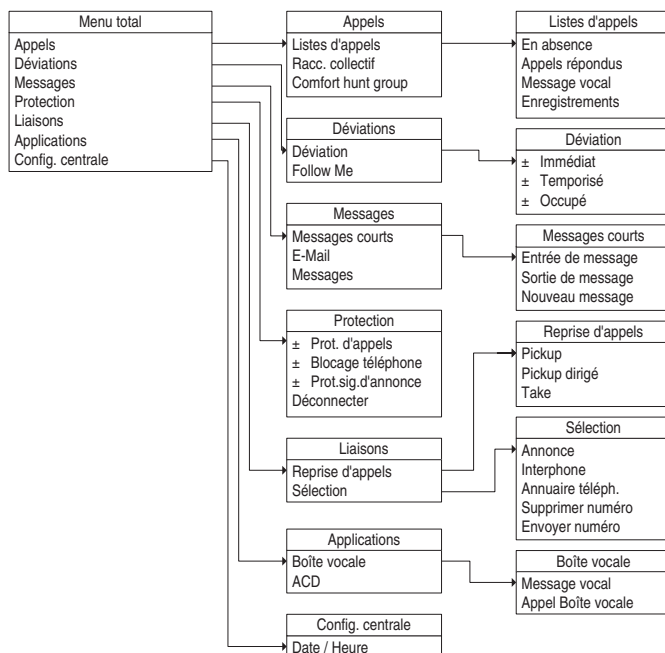 Menu total
Appels
Déviations
Messages
Protection
Liaisons
Applications
Config. centrale
Appels
Listes d'appels
Racc. collectif
Comfort hunt group
Listes d'appels
En absence
Appels répondus
Message vocal
Enregistrements
Déviations
Déviation
Follow Me
Déviation
± Immédiat
± Temporisé
± Occupé
Messages
Messages courts
E-Mail
Messages
Messages courts
Entrée de message
Sortie de message
Nouveau message
Protection
± Prot. d'appels
± Blocage téléphone
± Prot.sig.d'annonce
Déconnecter
Reprise d'appels
Pickup
Pickup dirigé
Take
Liaisons
Reprise d'appels
Sélection
Sélection
Annonce
Interphone
Annuaire téléph.
Supprimer numéro
Envoyer numéro
Applications
Boîte vocale
ACD
Boîte vocale
Message vocal
Appel Boîte vocale
Config. centrale
Date / Heure